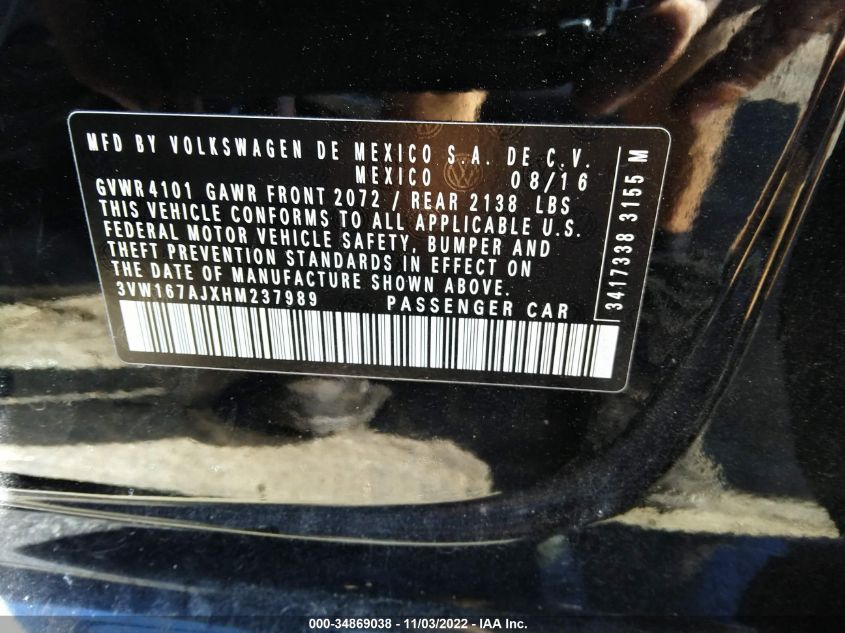 MFD BY VOLKSWAGEN DE MEXICO S.A. DE C.V.
MEXICO 08/16
GVWR 4101 GAWR FRONT 2072 / REAR 2138 LBS
THIS VEHICLE CONFORMS TO ALL APPLICABLE U.S.
FEDERAL MOTOR VEHICLE SAFETY, BUMPER AND
THEFT PREVENTION STANDARDS IN EFFECT ON
THE DATE OF MANUFACTURE SHOWN ABOVE.
3VW167AJXHM237989 PASSENGER CAR
3417338 3155 M
000-34869038 - 11/03/2022 - IAA Inc.